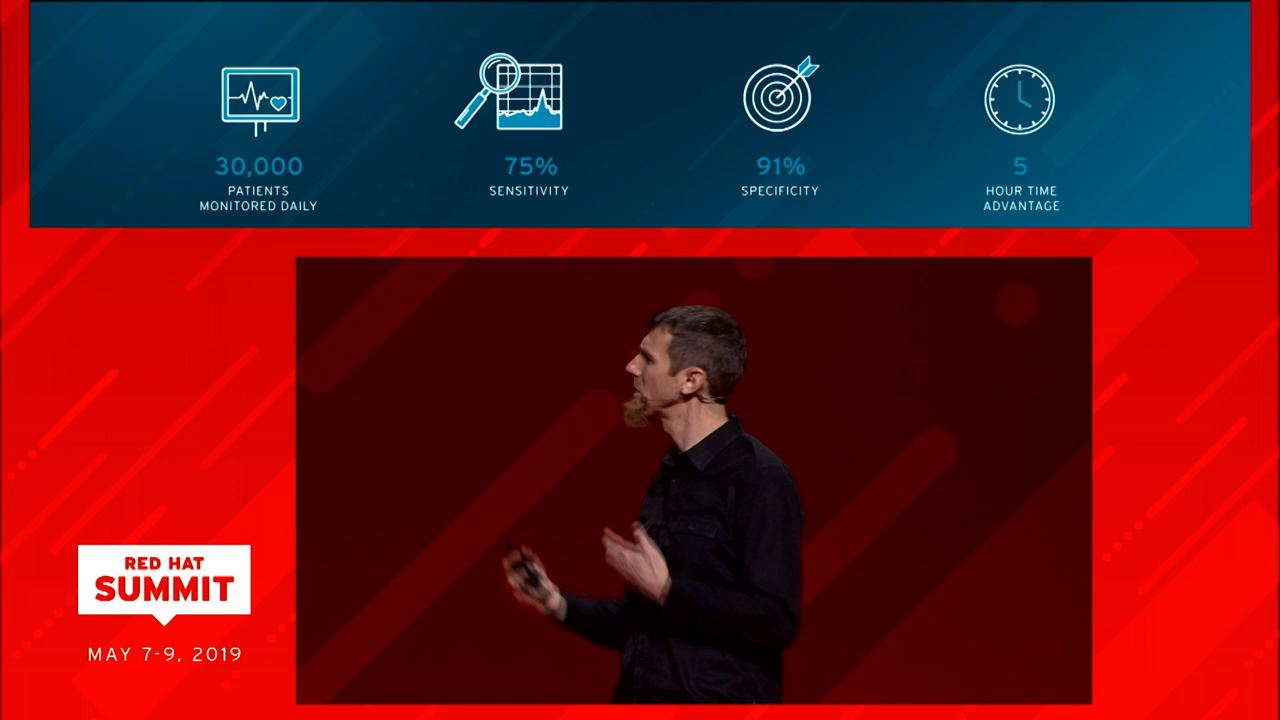 30,000
PATIENTS
MONITORED DAILY
75%
SENSITIVITY
91%
SPECIFICITY
5
HOUR TIME
ADVANTAGE
RED HAT
SUMMIT
MAY 7-9, 2019